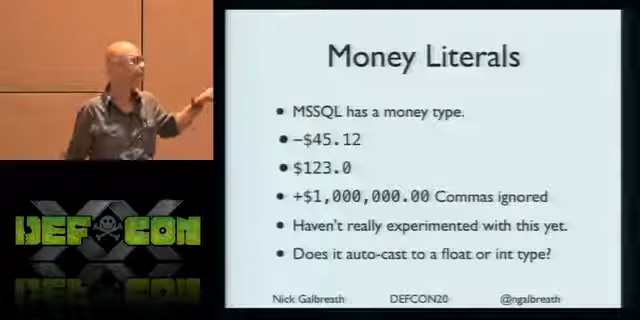 Money Literals
• MSSQL has a money type.
• –$45.12
• $123.0
• +$1,000,000.00 Commas ignored
• Haven't really experimented with this yet.
• Does it auto-cast to a float or int type?
Nick Galbreath DEFCON20 @ngalbreath
XX
DEF CON